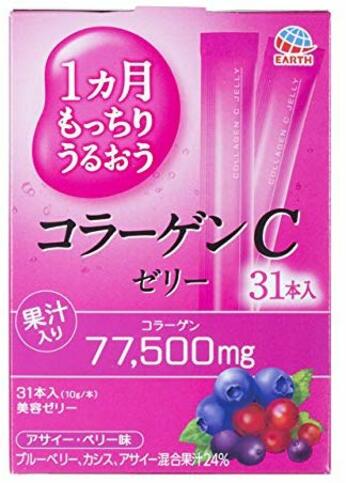 EARTH
1ヵ月
もっちり
うるおう
COLLAGEN C JELLY
COLLAGEN C JELLY
コラーゲンC
ゼリー
31本入
果汁
入り
コラーゲン
77,500mg
31本入(10g/本)
美容ゼリー
アサイー・ベリー味
ブルーベリー、カシス、アサイー混合果汁24%